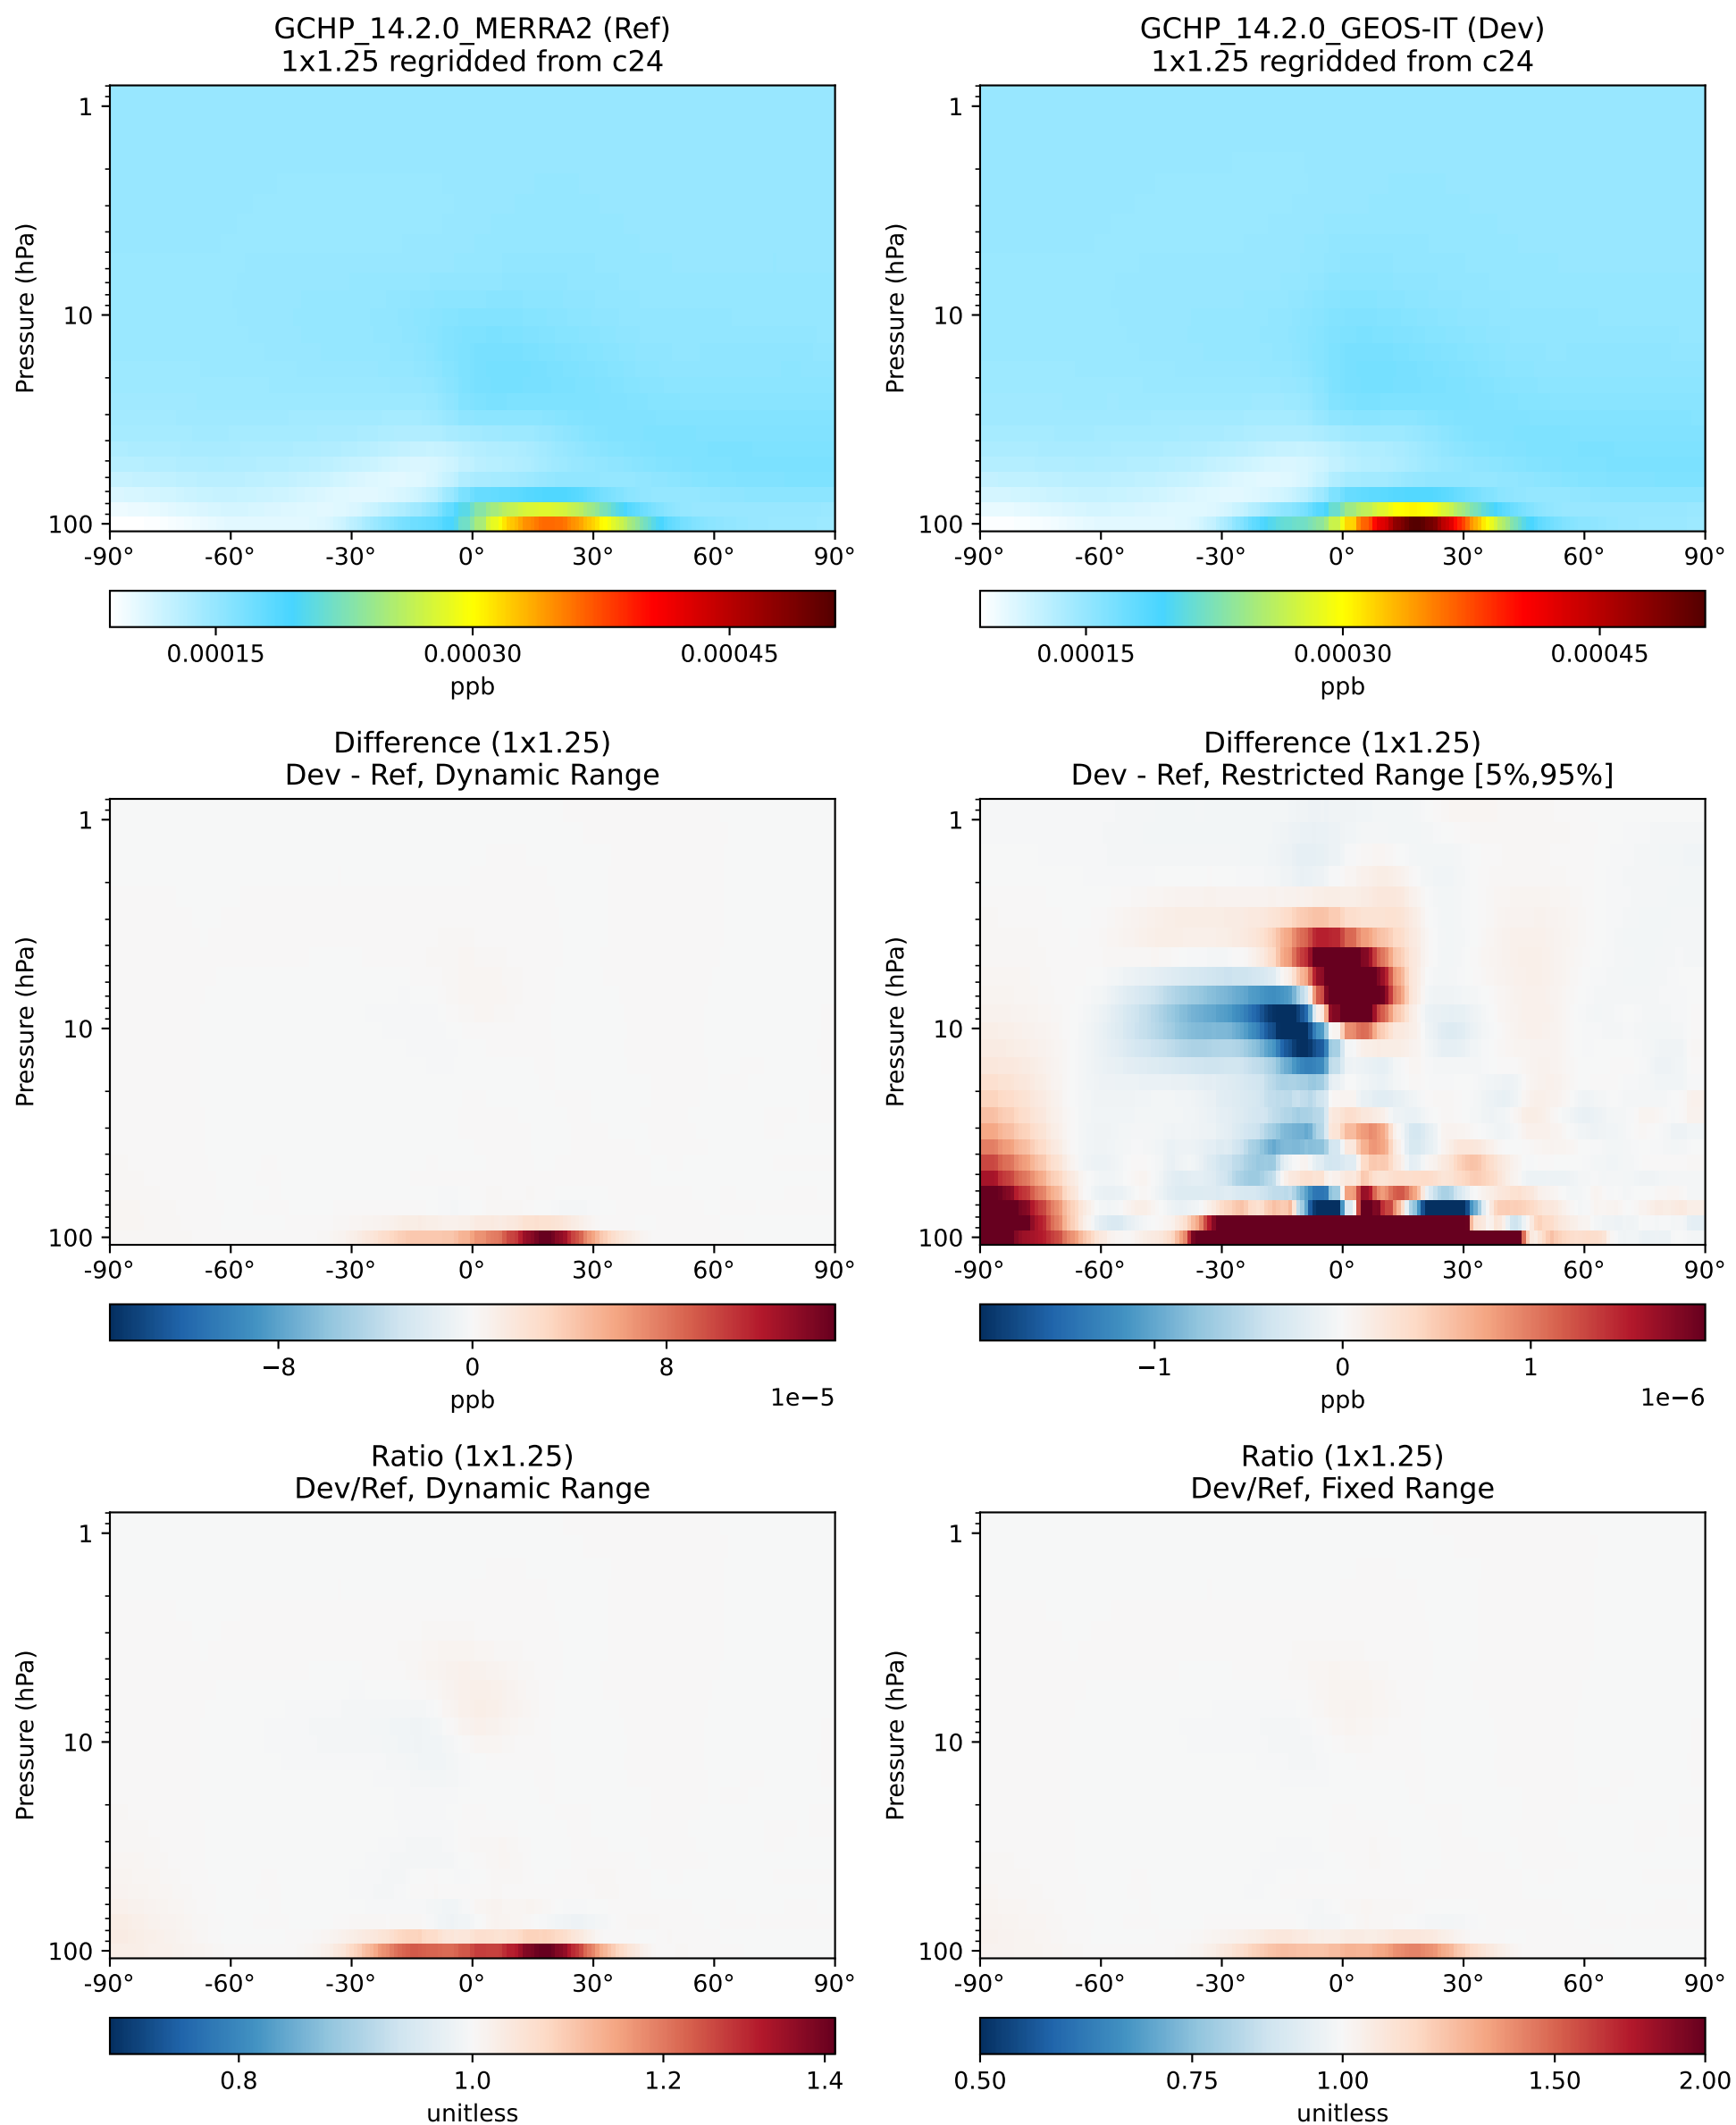 GCHP_14.2.0_MERRA2 (Ref)
1x1.25 regridded from c24
GCHP_14.2.0_GEOS-IT (Dev)
1x1.25 regridded from c24
Pressure (hPa)
1
10
100
-90° -60° -30° 0° 30° 60° 90°
0.00015 0.00030 0.00045
ppb
Pressure (hPa)
1
10
100
-90° -60° -30° 0° 30° 60° 90°
0.00015 0.00030 0.00045
ppb
Difference (1x1.25)
Dev - Ref, Dynamic Range
Difference (1x1.25)
Dev - Ref, Restricted Range [5%,95%]
Pressure (hPa)
1
10
100
-90° -60° -30° 0° 30° 60° 90°
−8 0 8
ppb 1e−5
Pressure (hPa)
1
10
100
-90° -60° -30° 0° 30° 60° 90°
−1 0 1
ppb 1e−6
Ratio (1x1.25)
Dev/Ref, Dynamic Range
Ratio (1x1.25)
Dev/Ref, Fixed Range
Pressure (hPa)
1
10
100
-90° -60° -30° 0° 30° 60° 90°
0.8 1.0 1.2 1.4
unitless
Pressure (hPa)
1
10
100
-90° -60° -30° 0° 30° 60° 90°
0.50 0.75 1.00 1.50 2.00
unitless